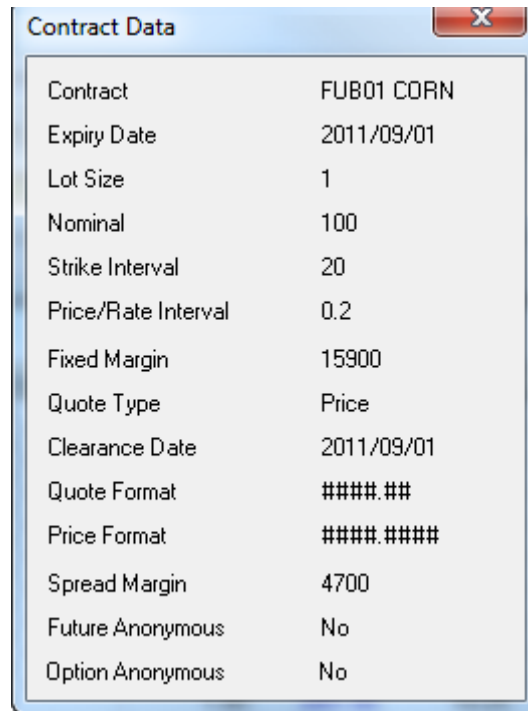 Contract Data
Contract FUB01 CORN
Expiry Date 2011/09/01
Lot Size 1
Nominal 100
Strike Interval 20
Price/Rate Interval 0.2
Fixed Margin 15900
Quote Type Price
Clearance Date 2011/09/01
Quote Format ####.##
Price Format ####.####
Spread Margin 4700
Future Anonymous No
Option Anonymous No